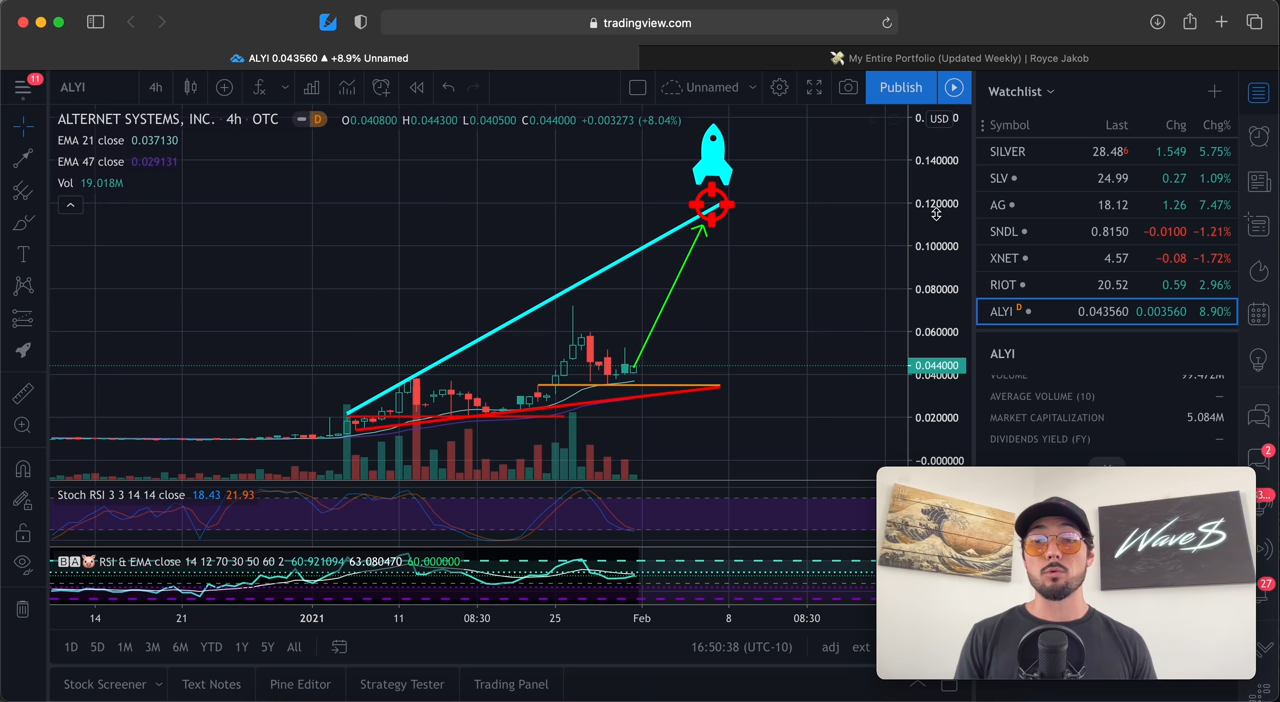 tradingview.com
ALYI 0.043560 ▲ +8.9% Unnamed
My Entire Portfolio (Updated Weekly) | Royce Jakob
11
ALYI
4h
Unnamed
Publish
Watchlist
ALTERNET SYSTEMS, INC. · 4h · OTC
D
O0.040800 H0.044300 L0.040500 C0.044000 +0.003273 (+8.04%)
EMA 21 close 0.037130
EMA 47 close 0.029131
Vol 19.018M
USD
0.140000
0.120000
0.100000
0.080000
0.060000
0.044000
0.040000
0.020000
-0.000000
Symbol Last Chg Chg%
SILVER 28.486 1.549 5.75%
SLV 24.99 0.27 1.09%
AG 18.12 1.26 7.47%
SNDL 0.8150 -0.0100 -1.21%
XNET 4.57 -0.08 -1.72%
RIOT 20.52 0.59 2.96%
ALYI D 0.043560 0.003560 8.90%
ALYI
VOLUME 99.472M
AVERAGE VOLUME (10) —
MARKET CAPITALIZATION 5.084M
DIVIDENDS YIELD (FY) —
2
27
Stoch RSI 3 3 14 14 close 18.43 21.93
B A RSI & EMA close 14 12 70 30 50 60 2 60.921094 63.080470 60.000000
14 21 2021 11 08:30 25 Feb 8 08:30
1D 5D 1M 3M 6M YTD 1Y 5Y All
16:50:38 (UTC-10)
adj ext
Stock Screener
Text Notes
Pine Editor
Strategy Tester
Trading Panel
Wave$